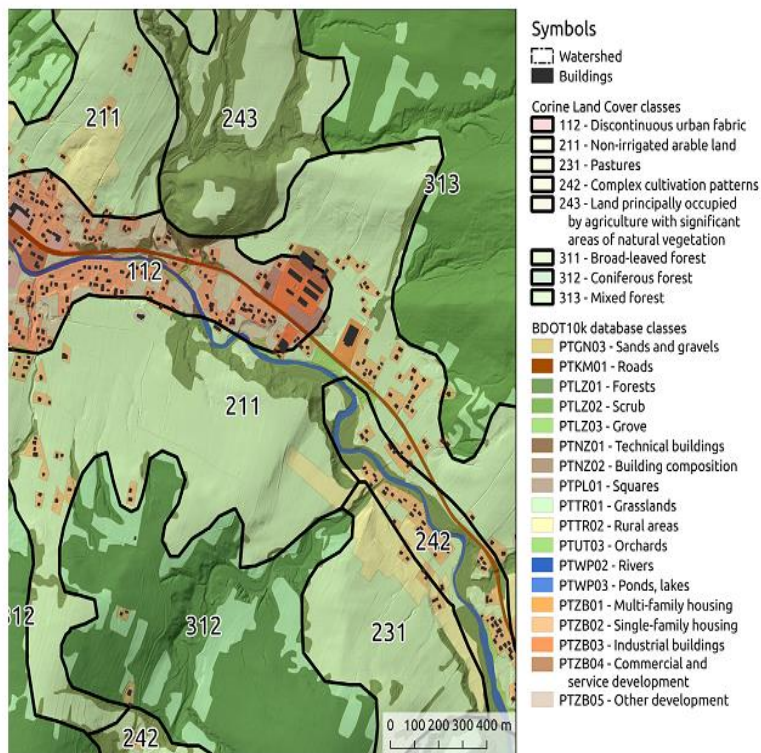 211
243
313
112
211
242
312
312
231
242
0 100 200 300 400 m
Symbols
Watershed
Buildings
Corine Land Cover classes
112 - Discontinuous urban fabric
211 - Non-irrigated arable land
231 - Pastures
242 - Complex cultivation patterns
243 - Land principally occupied
by agriculture with significant
areas of natural vegetation
311 - Broad-leaved forest
312 - Coniferous forest
313 - Mixed forest
BDOT10k database classes
PTGN03 - Sands and gravels
PTKM01 - Roads
PTLZ01 - Forests
PTLZ02 - Scrub
PTLZ03 - Grove
PTNZ01 - Technical buildings
PTNZ02 - Building composition
PTPL01 - Squares
PTTR01 - Grasslands
PTTR02 - Rural areas
PTUT03 - Orchards
PTWP02 - Rivers
PTWP03 - Ponds, lakes
PTZB01 - Multi-family housing
PTZB02 - Single-family housing
PTZB03 - Industrial buildings
PTZB04 - Commercial and
service development
PTZB05 - Other development